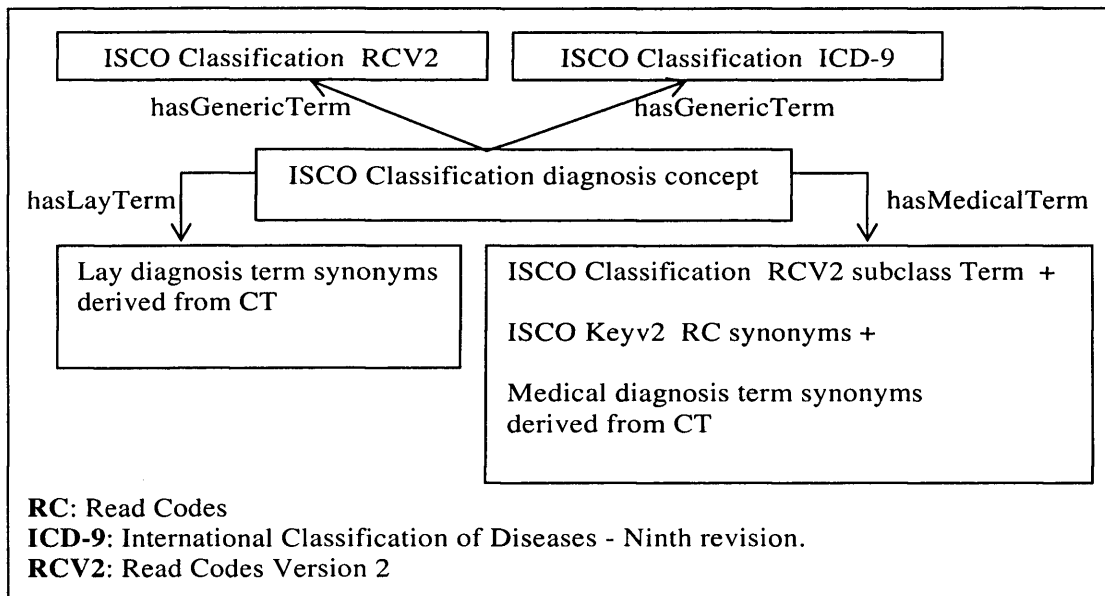 ISCO Classification RCV2
ISCO Classification ICD-9
hasGenericTerm
hasGenericTerm
ISCO Classification diagnosis concept
hasLayTerm
hasMedicalTerm
Lay diagnosis term synonyms
derived from CT
ISCO Classification RCV2 subclass Term +
ISCO Keyv2 RC synonyms +
Medical diagnosis term synonyms
derived from CT
RC: Read Codes
ICD-9: International Classification of Diseases - Ninth revision.
RCV2: Read Codes Version 2